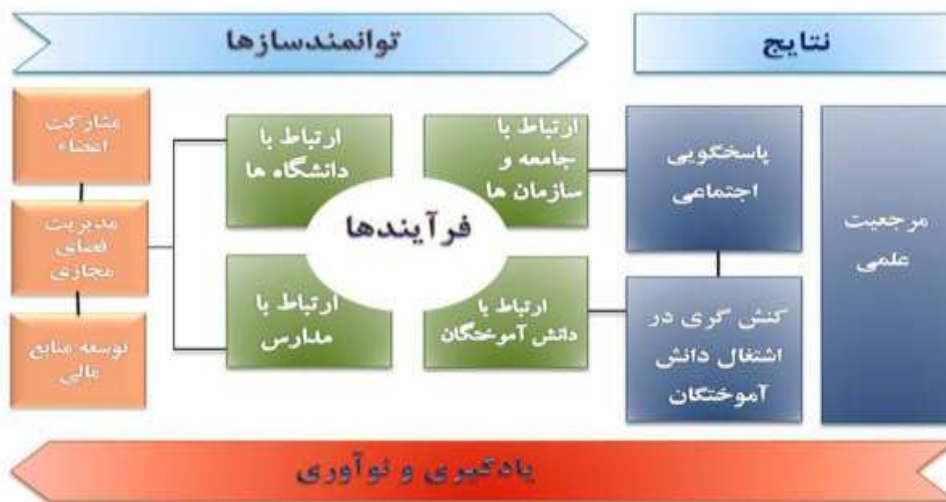 توانمندسازها
نتایج
مشارکت
اعضاء
مدیریت
فضای
مجازی
توسعه منابع
مالی
ارتباط با
دانشگاه ها
ارتباط با
مدارس
فرآیندها
ارتباط با
جامعه و
سازمان ها
ارتباط با
دانش آموختگان
پاسخگویی
اجتماعی
کنش گری در
اشتغال دانش
آموختگان
مرجعیت
علمی
یادگیری و نوآوری